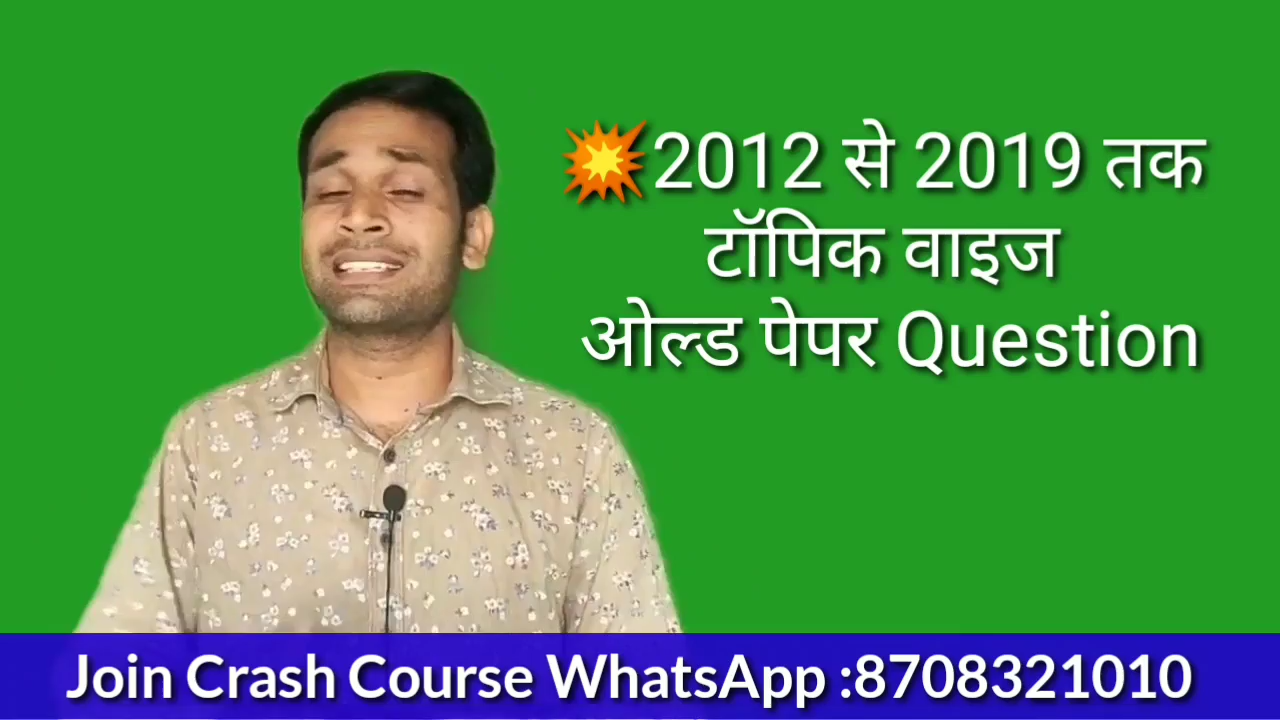 💥2012 से 2019 तक
टॉपिक वाइज
ओल्ड पेपर Question
Join Crash Course WhatsApp :8708321010